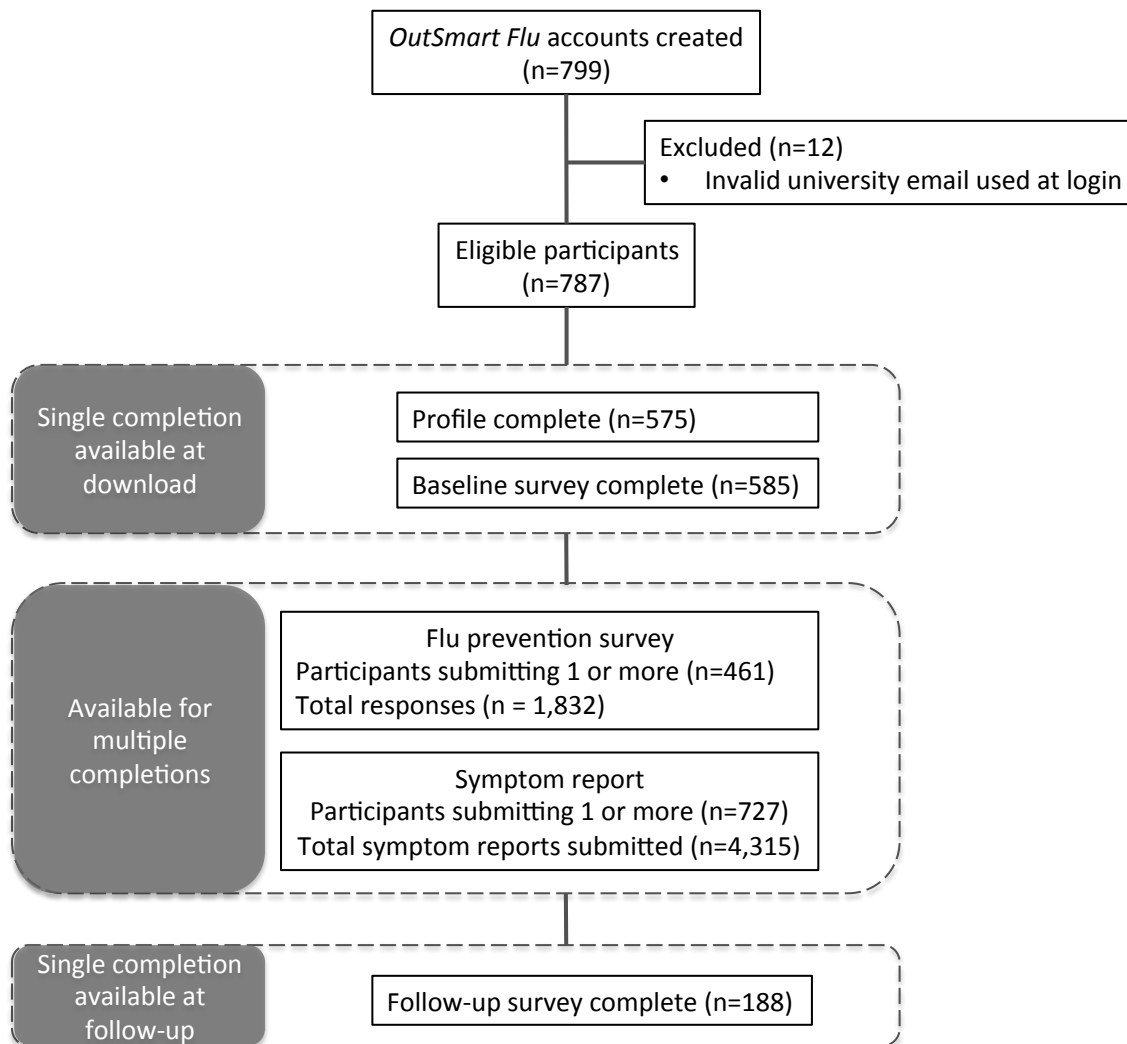 OutSmart Flu accounts created
(n=799)
Excluded (n=12)
• Invalid university email used at login
Eligible participants
(n=787)
Single completion
available at
download
Profile complete (n=575)
Baseline survey complete (n=585)
Available for
multiple
completions
Flu prevention survey
Participants submitting 1 or more (n=461)
Total responses (n = 1,832)
Symptom report
Participants submitting 1 or more (n=727)
Total symptom reports submitted (n=4,315)
Single completion
available at
follow-up
Follow-up survey complete (n=188)